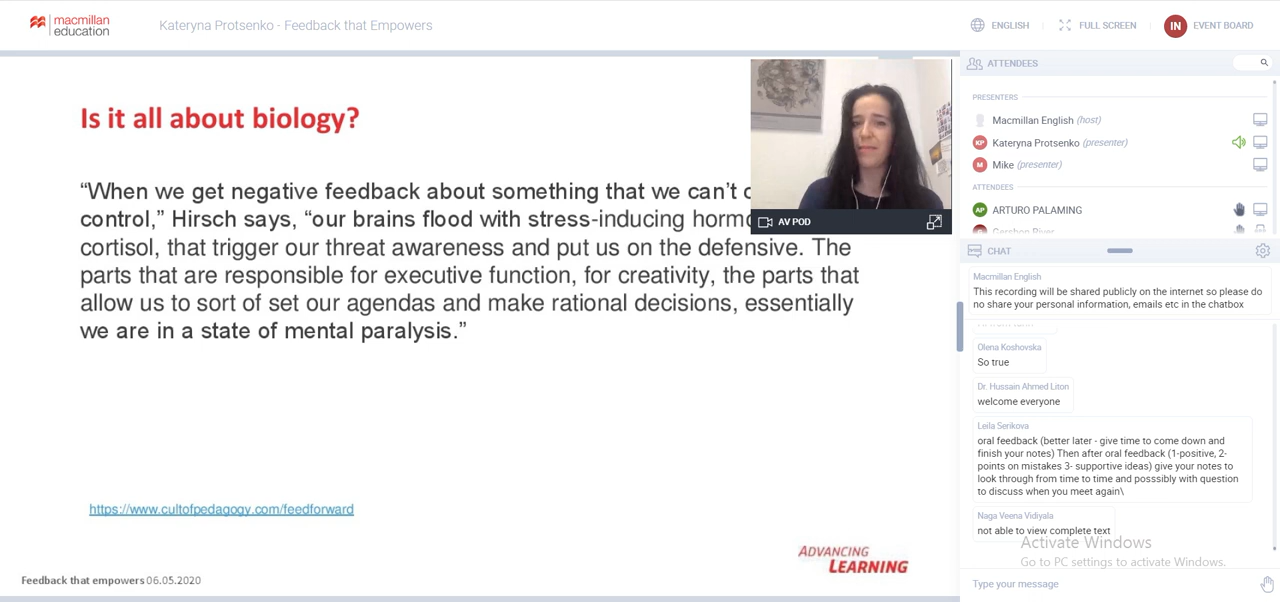 macmillan
education
Kateryna Protsenko - Feedback that Empowers
ENGLISH
FULL SCREEN
IN
EVENT BOARD
Is it all about biology?
“When we get negative feedback about something that we can’t
control,” Hirsch says, “our brains flood with stress-inducing
cortisol, that trigger our threat awareness and put us on the defensive. The
parts that are responsible for executive function, for creativity, the parts that
allow us to sort of set our agendas and make rational decisions, essentially
we are in a state of mental paralysis.”
https://www.cultofpedagogy.com/feedforward
ADVANCING
LEARNING
Feedback that empowers 06.05.2020
AV POD
ATTENDEES
PRESENTERS
Macmillan English (host)
KP Kateryna Protsenko (presenter)
M Mike (presenter)
ATTENDEES
AP ARTURO PALAMING
CHAT
Macmillan English
This recording will be shared publicly on the internet so please do
no share your personal information, emails etc in the chatbox
Olena Koshovska
So true
Dr. Hussain Ahmed Liton
welcome everyone
Leila Serikova
oral feedback (better later - give time to come down and
finish your notes) Then after oral feedback (1-positive, 2-
points on mistakes 3- supportive ideas) give your notes to
look through from time to time and posssibly with question
to discuss when you meet again\
Naga Veena Vidiyala
not able to view complete text
Activate Windows
Go to PC settings to activate Windows.
Type your message